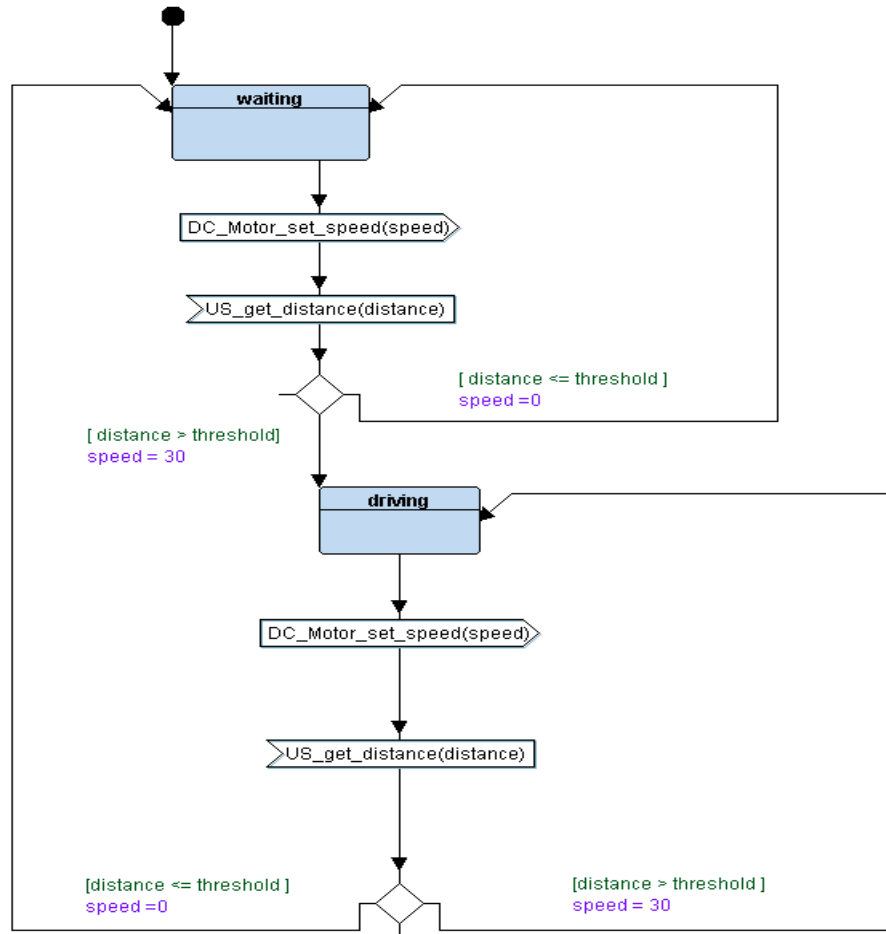 waiting
DC_Motor_set_speed(speed)
US_get_distance(distance)
[ distance <= threshold ]
speed =0
[ distance > threshold]
speed = 30
driving
DC_Motor_set_speed(speed)
US_get_distance(distance)
[distance <= threshold ]
speed =0
[distance > threshold ]
speed = 30